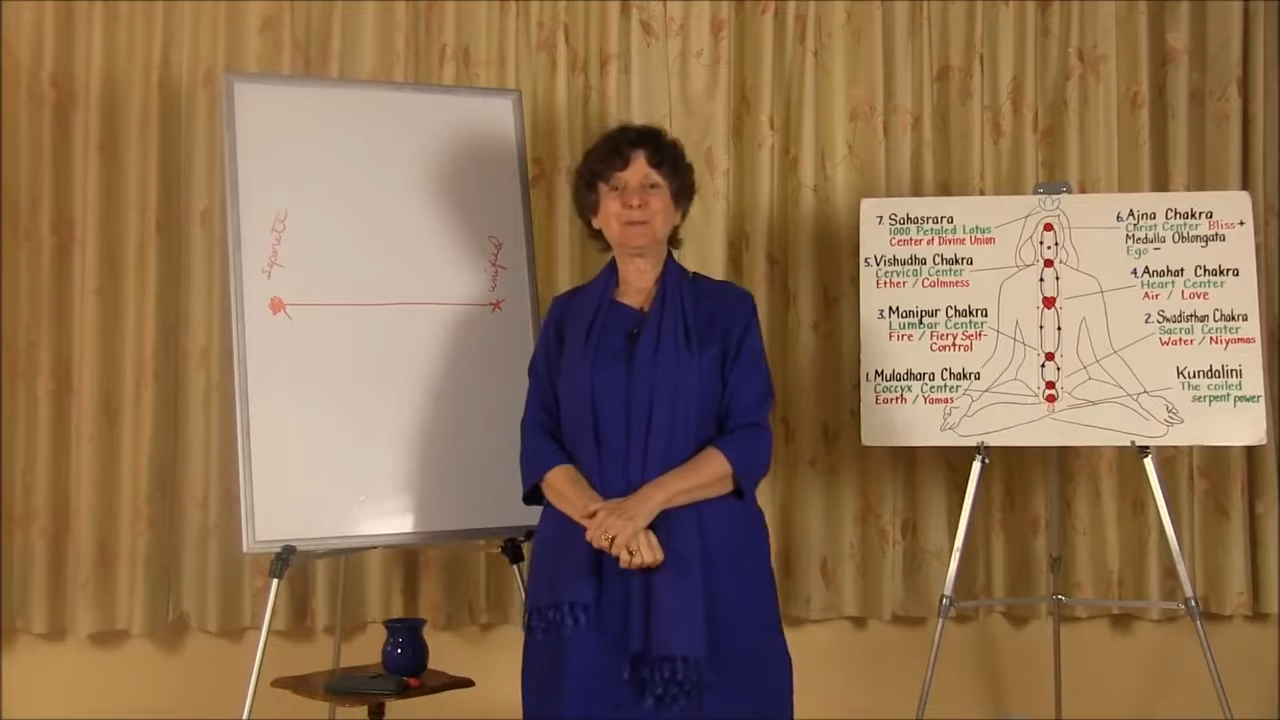 separate
unified
7. Sahasrara
1000 Petaled Lotus
Center of Divine Union
6. Ajna Chakra
Christ Center Bliss +
Medulla Oblongata
Ego -
5. Vishudha Chakra
Cervical Center
Ether / Calmness
4. Anahat Chakra
Heart Center
Air / Love
3. Manipur Chakra
Lumbar Center
Fire / Fiery Self-
Control
2. Swadisthan Chakra
Sacral Center
Water / Niyamas
1. Muladhara Chakra
Coccyx Center
Earth / Yamas
Kundalini
The coiled
serpent power